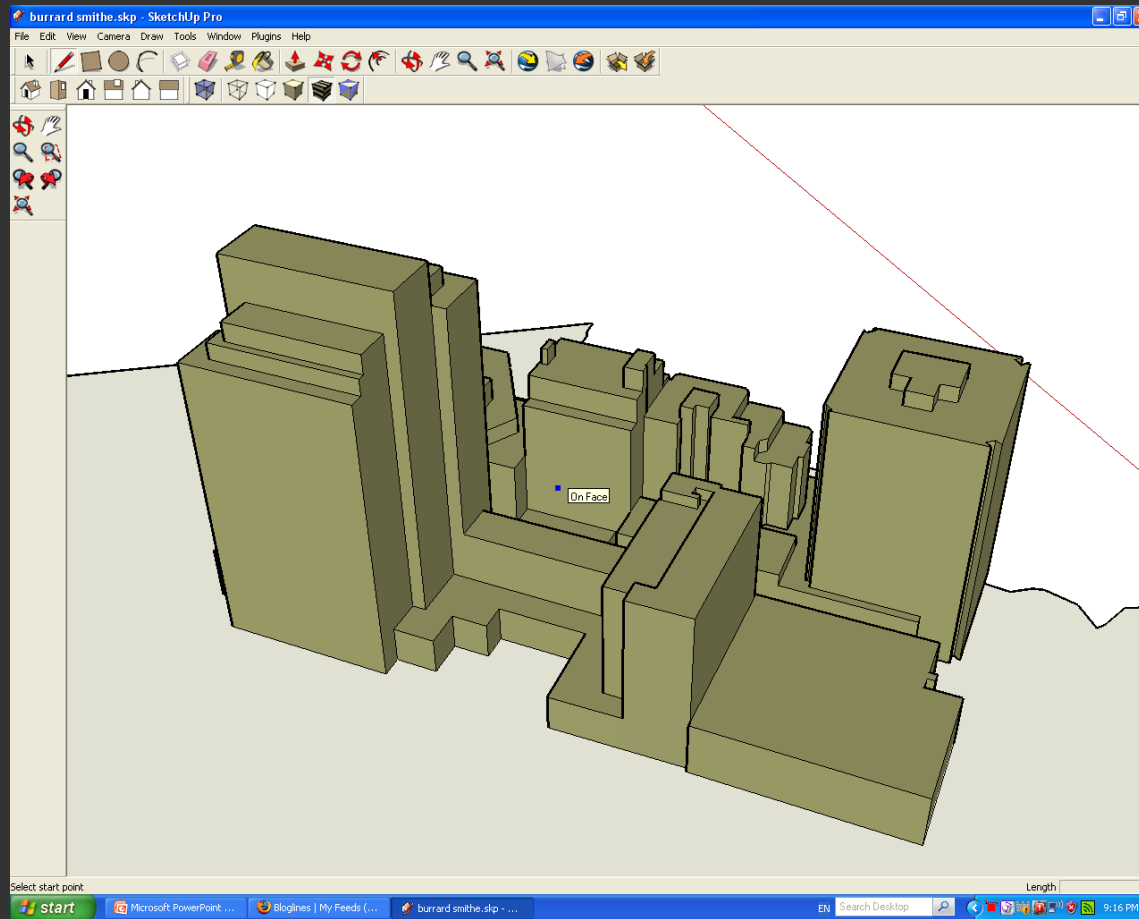 burrard smithe.skp - SketchUp Pro
File Edit View Camera Draw Tools Window Plugins Help
On Face
Select start point
Length
start Microsoft PowerPoint ... Bloglines | My Feeds (... burrard smithe.skp - ... EN Search Desktop 9:16 PM